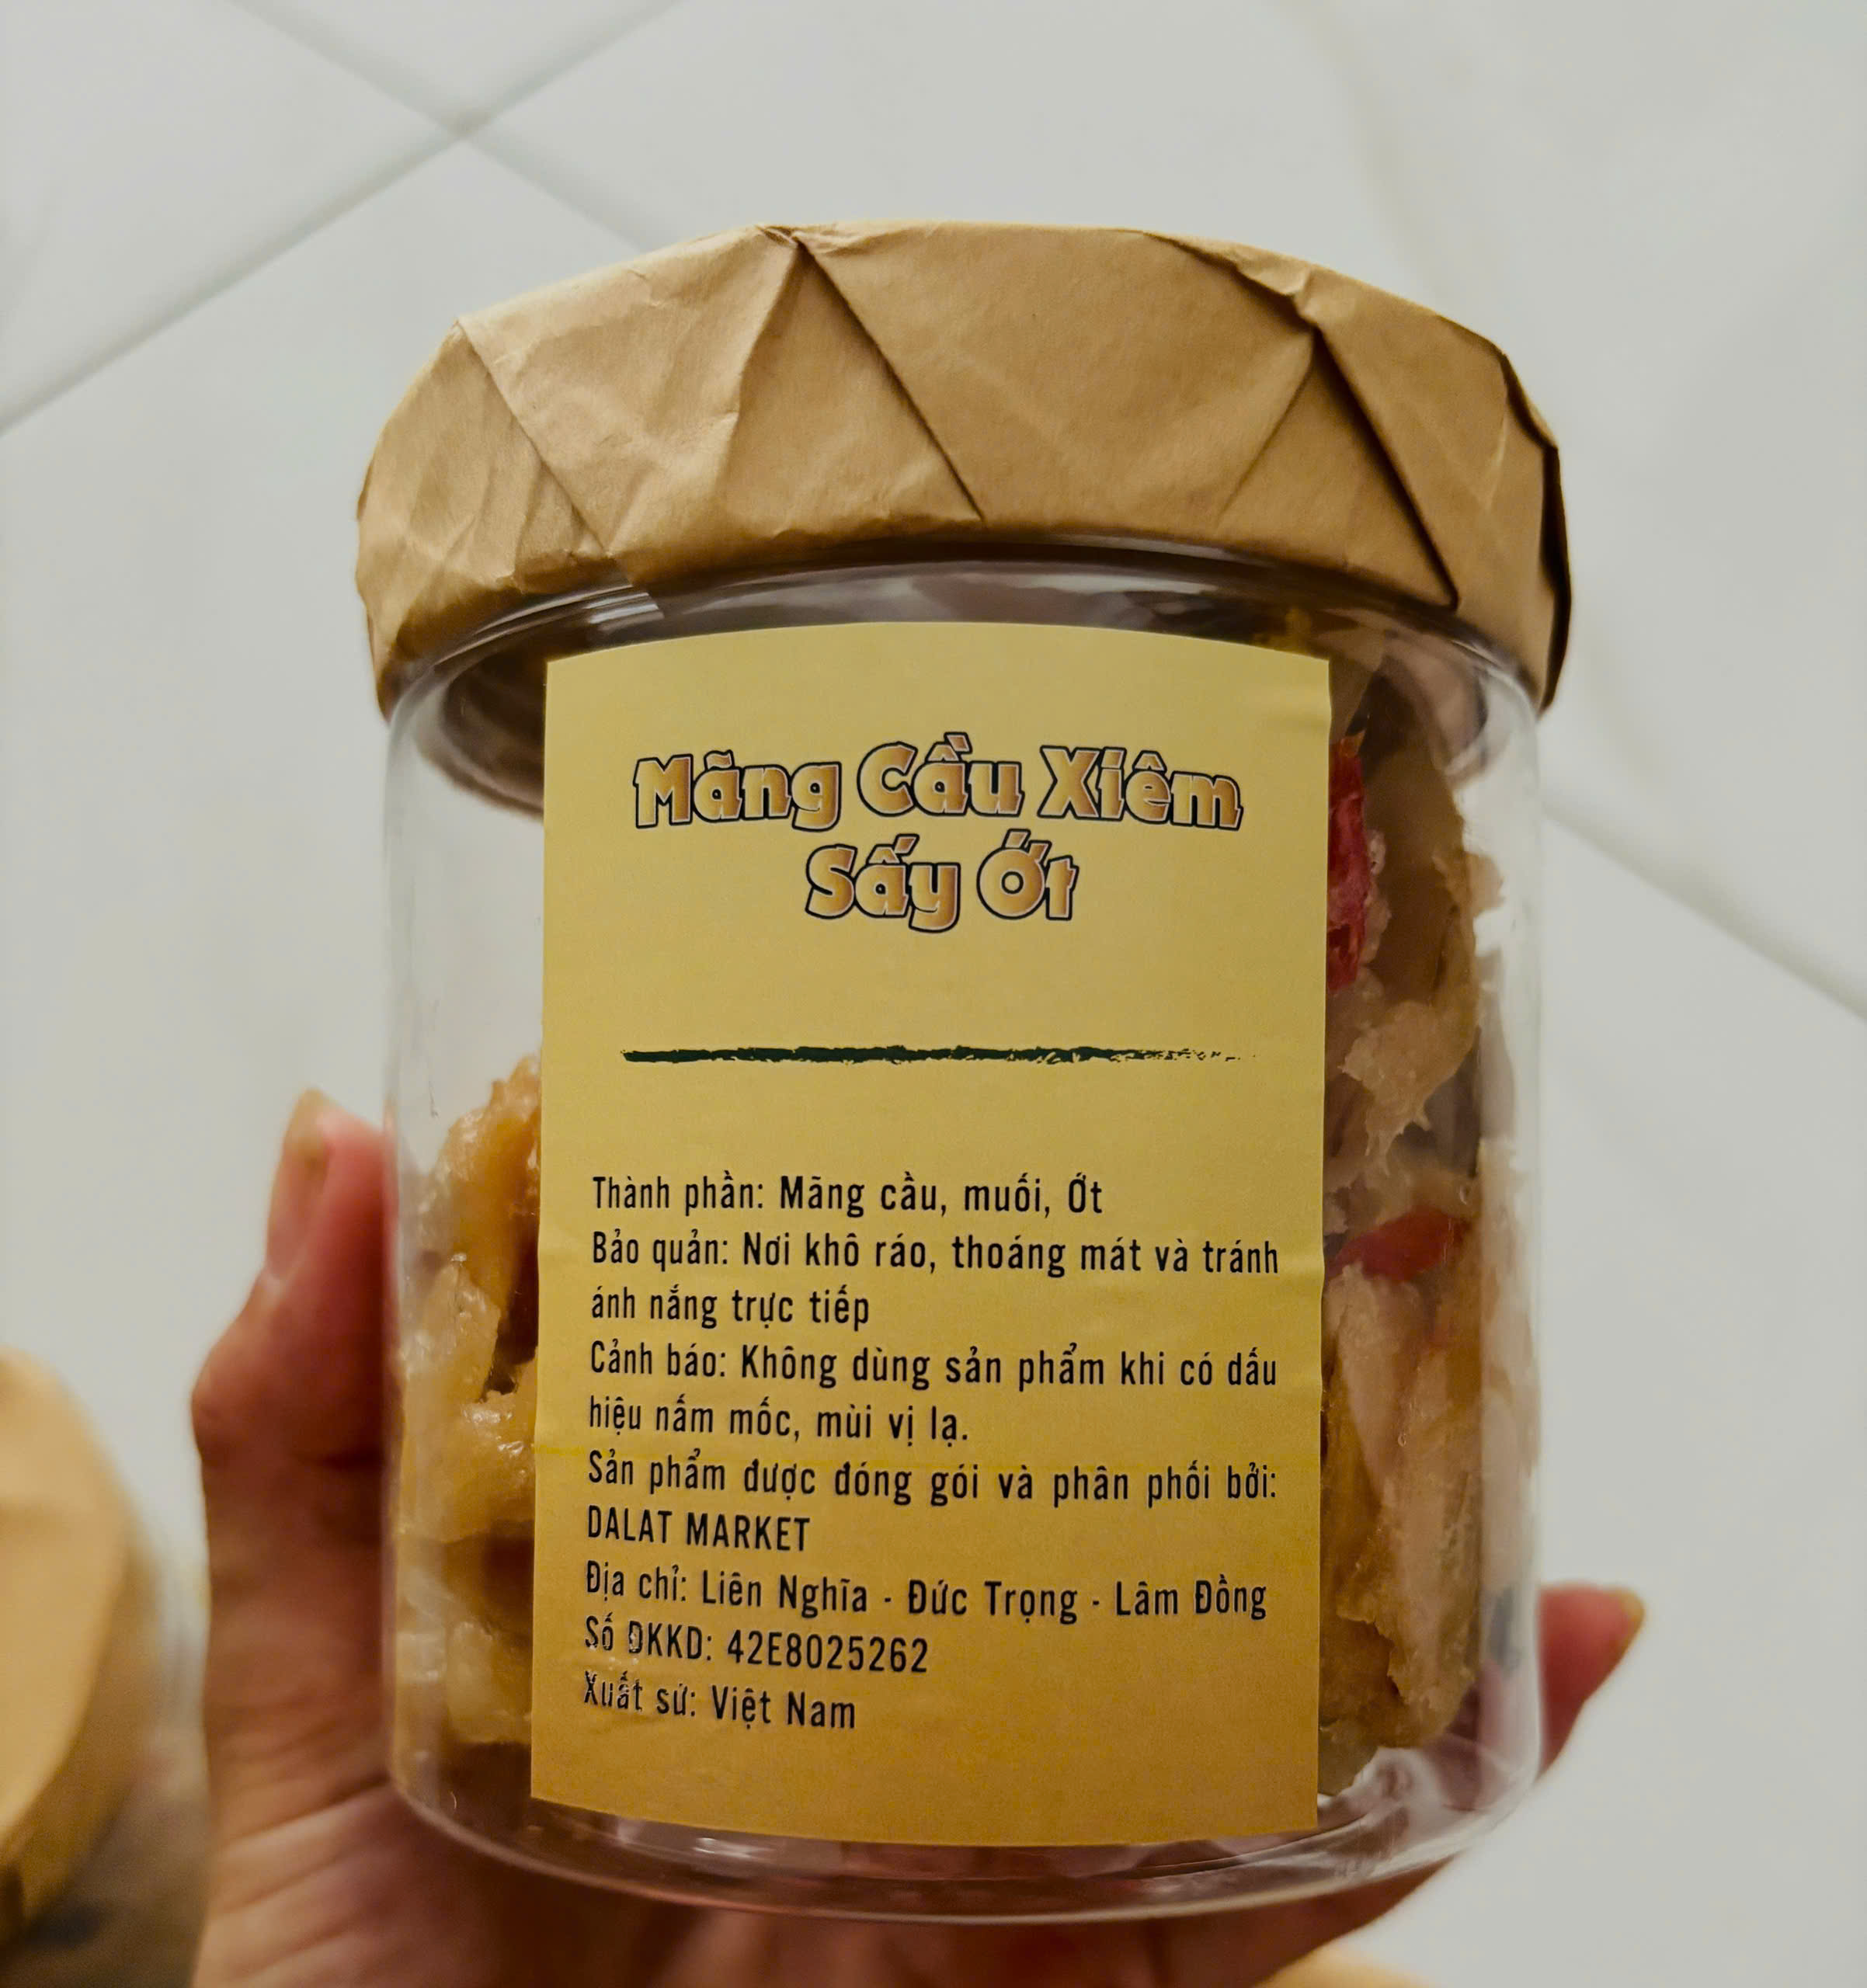 Mãng Cầu Xiêm
Sấy Ớt
Thành phần: Mãng cầu, muối, Ớt
Bảo quản: Nơi khô ráo, thoáng mát và tránh
ánh nắng trực tiếp
Cảnh báo: Không dùng sản phẩm khi có dấu
hiệu nấm mốc, mùi vị lạ.
Sản phẩm được đóng gói và phân phối bởi:
DALAT MARKET
Địa chỉ: Liên Nghĩa - Đức Trọng - Lâm Đồng
Số ĐKKD: 42E8025262
Xuất sứ: Việt Nam